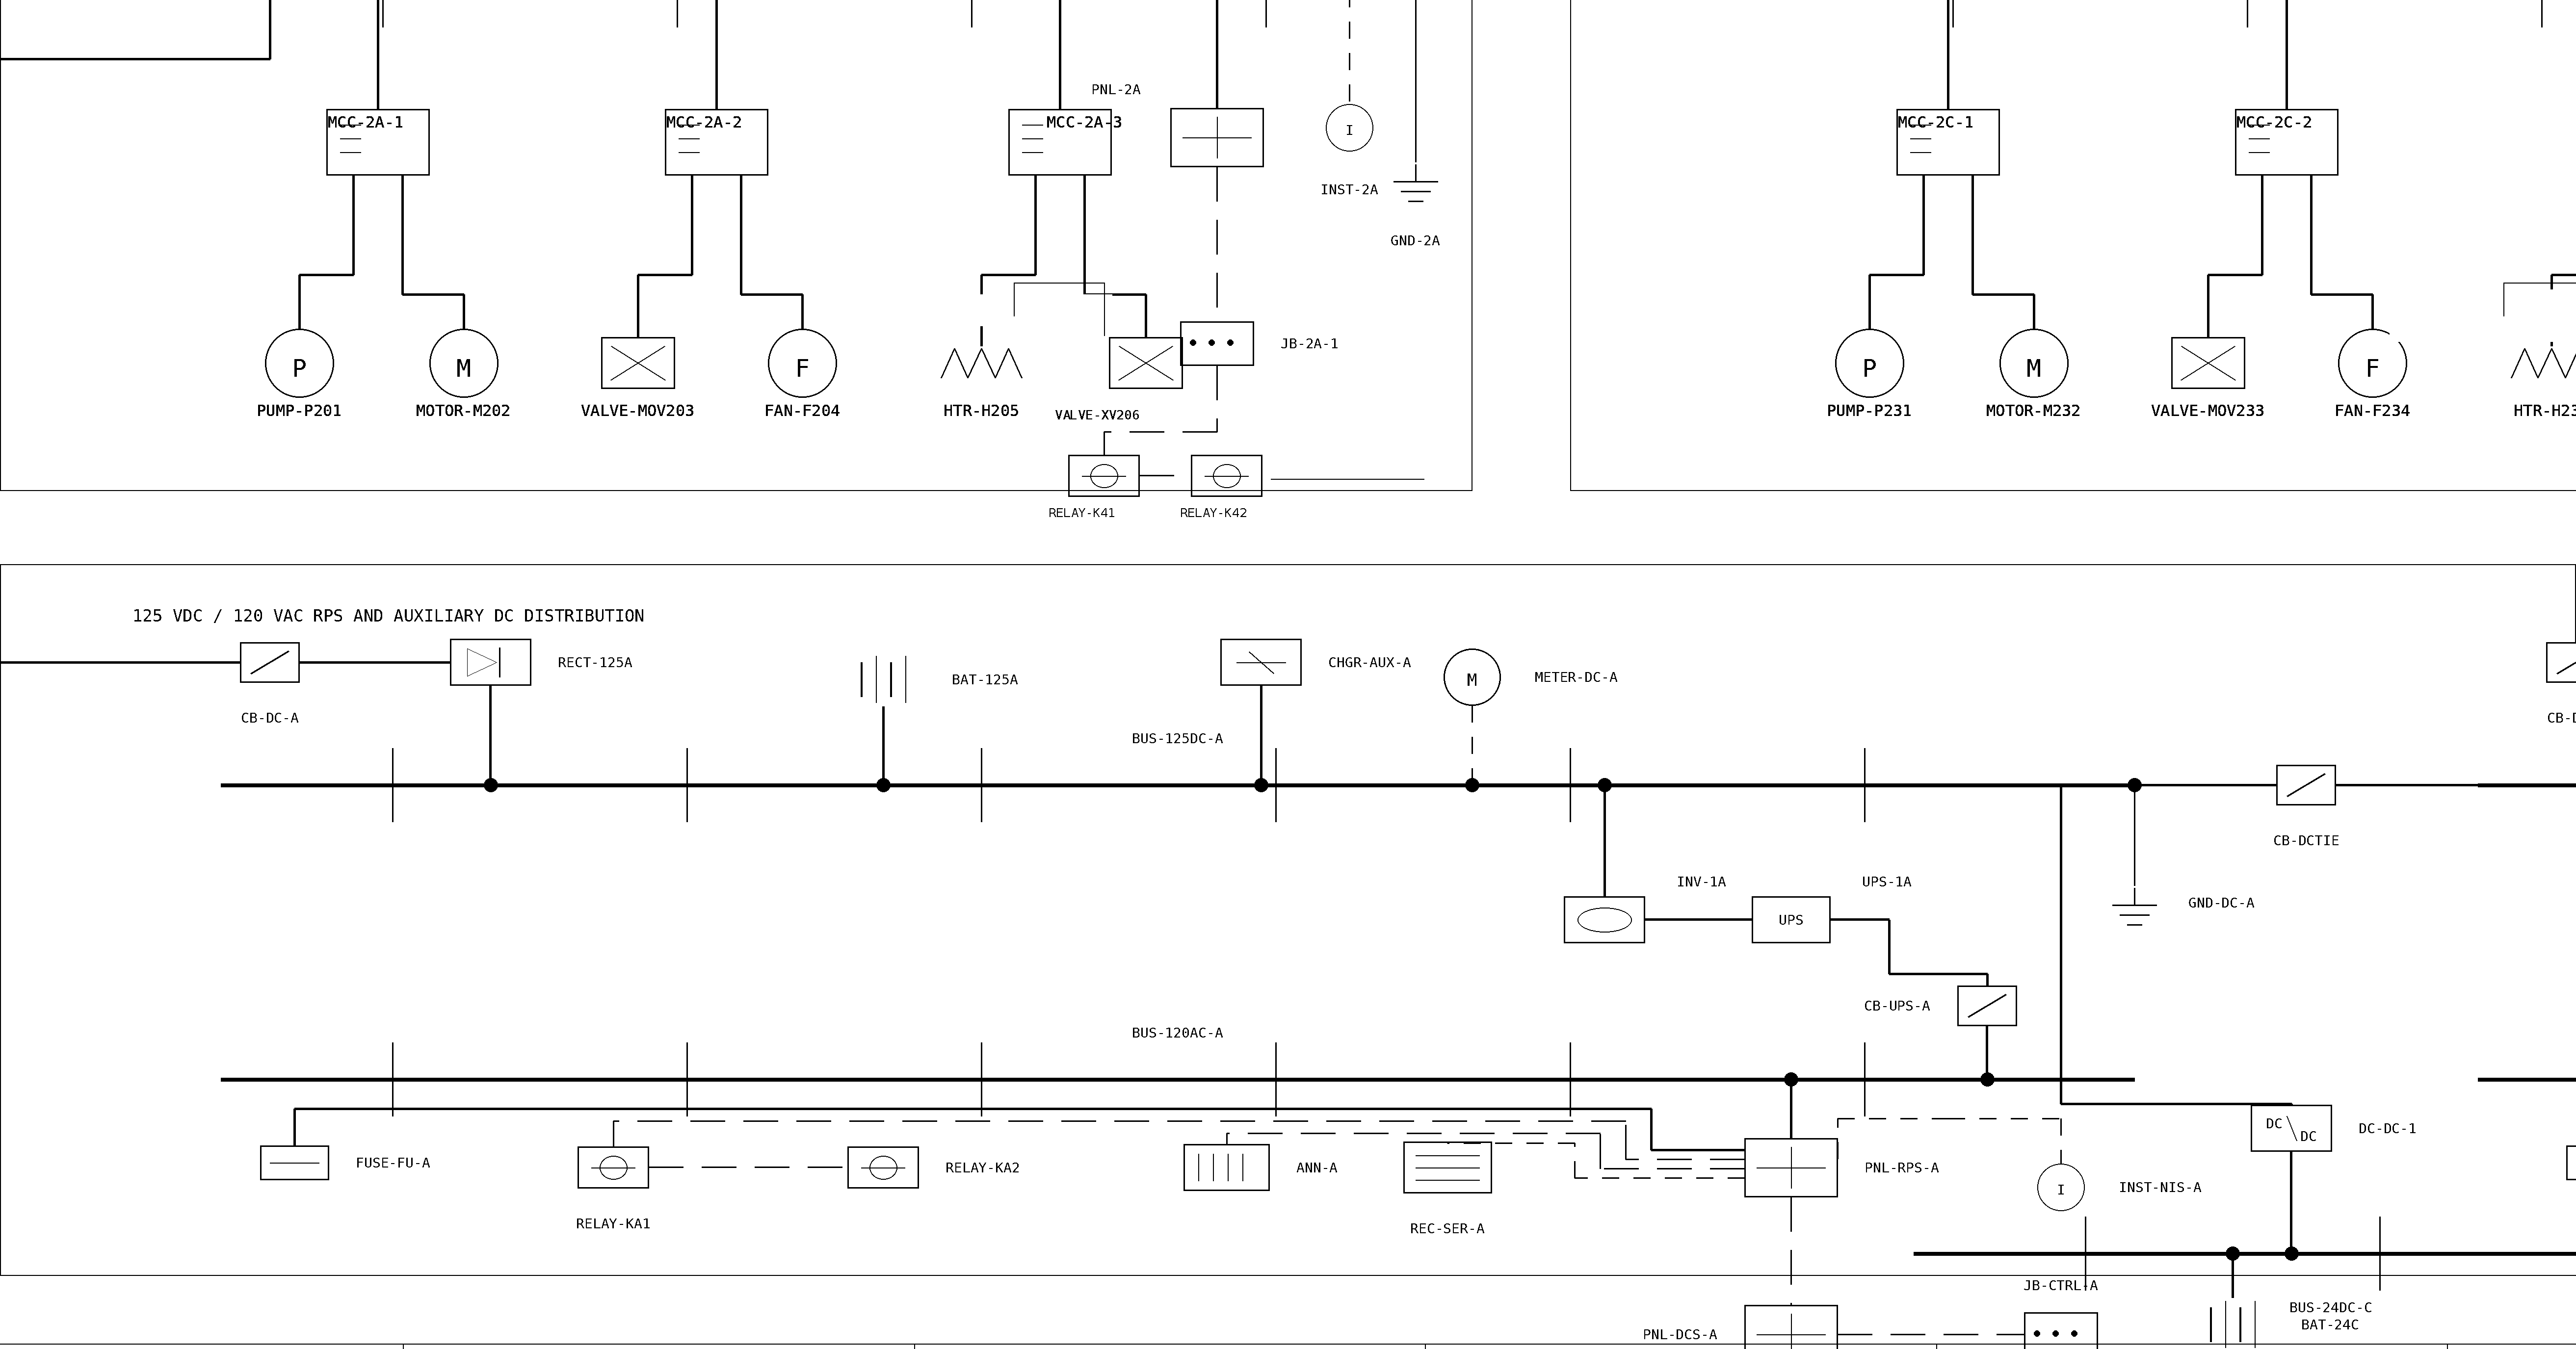 PNL-2A
MCC-2A-1
MCC-2A-2
MCC-2A-3
MCC-2C-1
MCC-2C-2
I
INST-2A
GND-2A
JB-2A-1
P
M
F
P
M
F
PUMP-P201
MOTOR-M202
VALVE-MOV203
FAN-F204
HTR-H205
VALVE-XV206
PUMP-P231
MOTOR-M232
VALVE-MOV233
FAN-F234
HTR-H23
RELAY-K41
RELAY-K42
125 VDC / 120 VAC RPS AND AUXILIARY DC DISTRIBUTION
RECT-125A
BAT-125A
CHGR-AUX-A
M
METER-DC-A
CB-DC-A
CB-D
BUS-125DC-A
CB-DCTIE
INV-1A
UPS-1A
UPS
GND-DC-A
CB-UPS-A
BUS-120AC-A
DC
DC
DC-DC-1
FUSE-FU-A
RELAY-KA2
ANN-A
PNL-RPS-A
I
INST-NIS-A
RELAY-KA1
REC-SER-A
JB-CTRL-A
BUS-24DC-C
BAT-24C
PNL-DCS-A